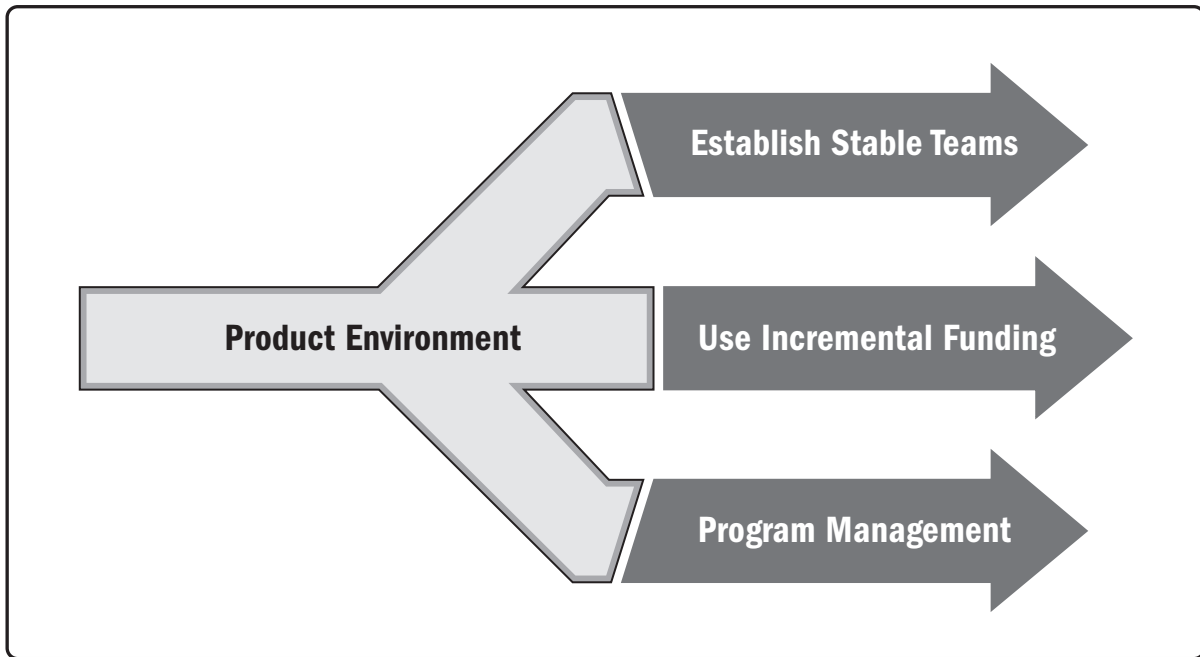 Establish Stable Teams
Product Environment
Use Incremental Funding
Program Management